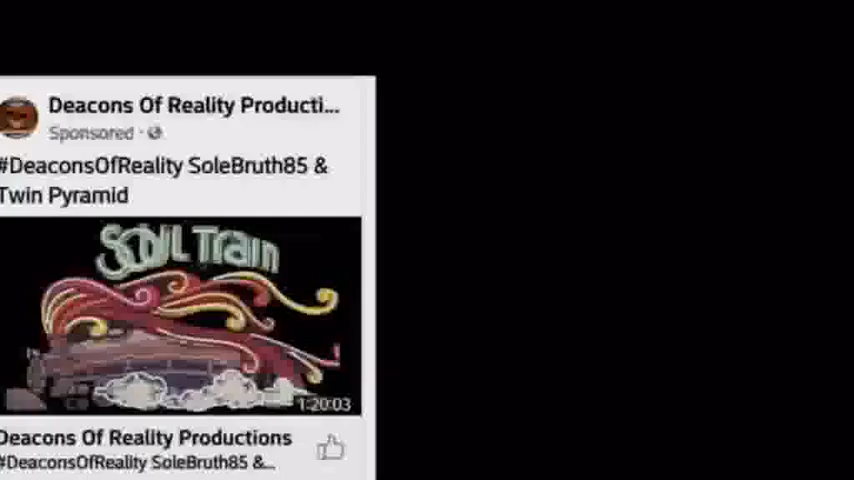 Deacons Of Reality Producti...
Sponsored ·
#DeaconsOfReality SoleBruth85 &
Twin Pyramid
Soul Train
1:20:03
Deacons Of Reality Productions
#DeaconsOfReality SoleBruth85 &...